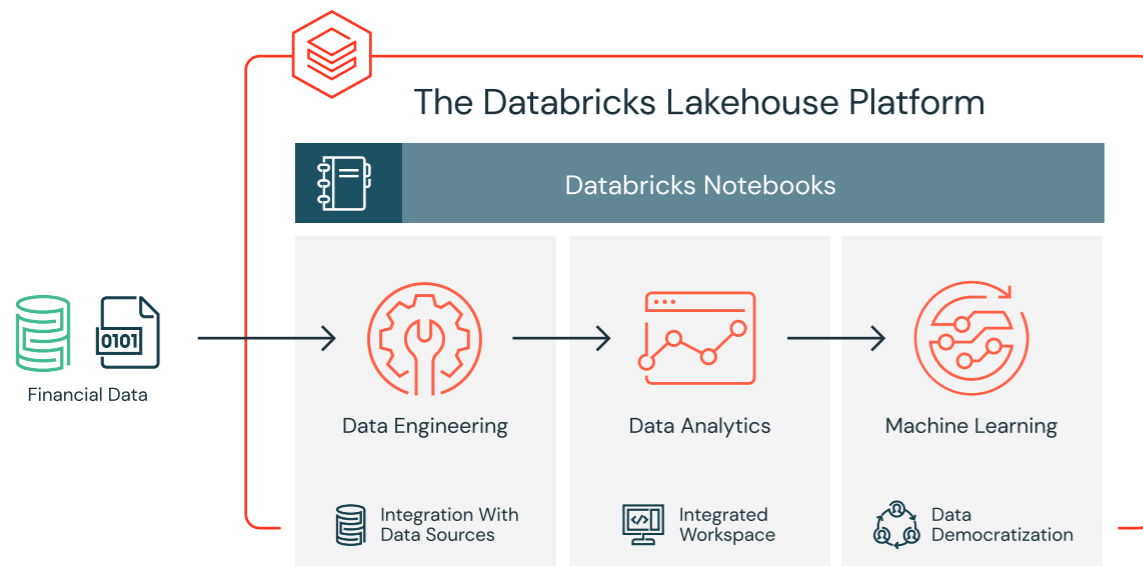 The Databricks Lakehouse Platform
Databricks Notebooks
0101
Financial Data
Data Engineering
Data Analytics
Machine Learning
Integration With
Data Sources
Integrated
Workspace
Data
Democratization